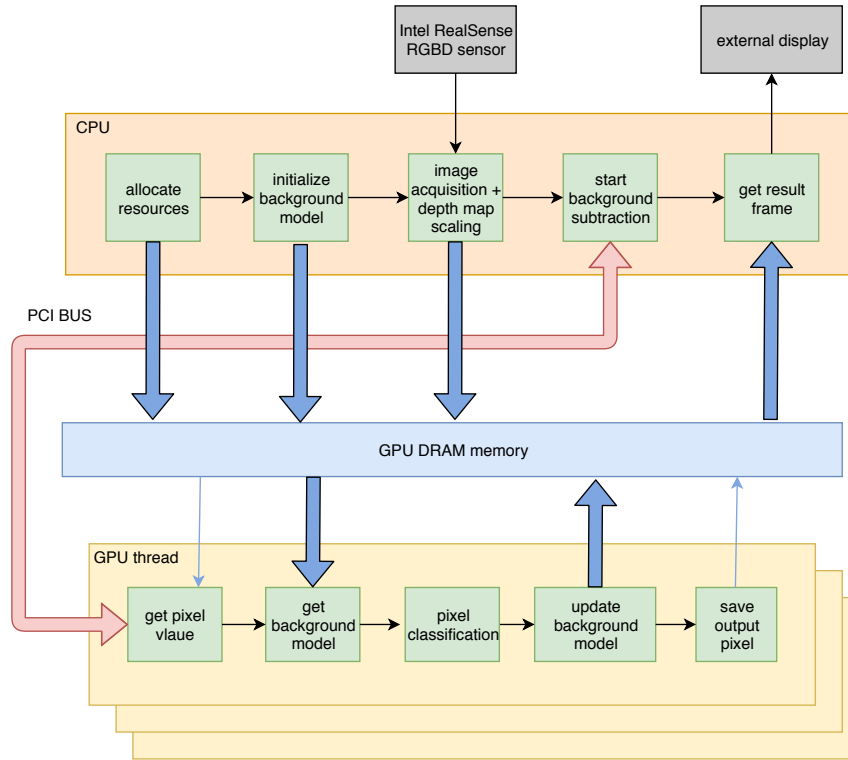 Intel RealSense
RGBD sensor
external display
CPU
allocate
resources
initialize
background
model
image
acquisition +
depth map
scaling
start
background
subtraction
get result
frame
PCI BUS
GPU DRAM memory
GPU thread
get pixel
vlaue
get
background
model
pixel
classification
update
background
model
save
output
pixel